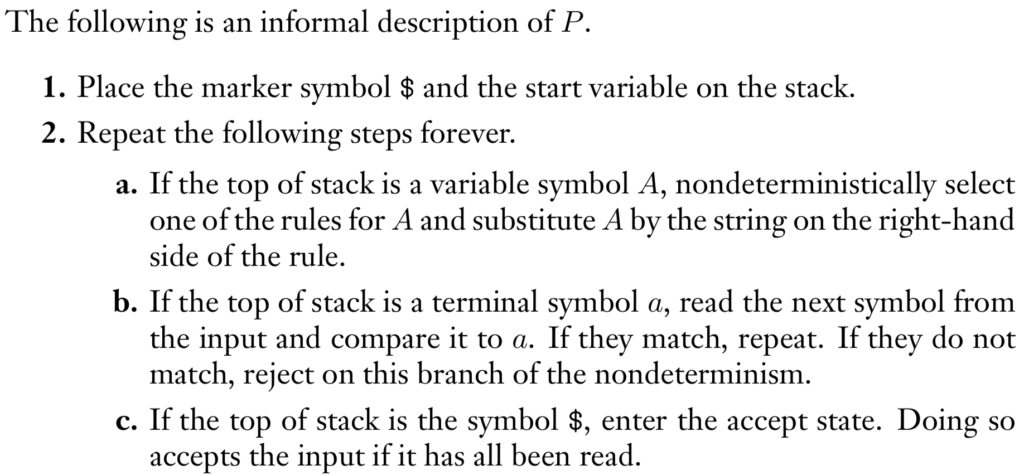 The following is an informal description of P.
1. Place the marker symbol $ and the start variable on the stack.
2. Repeat the following steps forever.
a. If the top of stack is a variable symbol A, nondeterministically select
one of the rules for A and substitute A by the string on the right-hand
side of the rule.
b. If the top of stack is a terminal symbol a, read the next symbol from
the input and compare it to a. If they match, repeat. If they do not
match, reject on this branch of the nondeterminism.
c. If the top of stack is the symbol $, enter the accept state. Doing so
accepts the input if it has all been read.